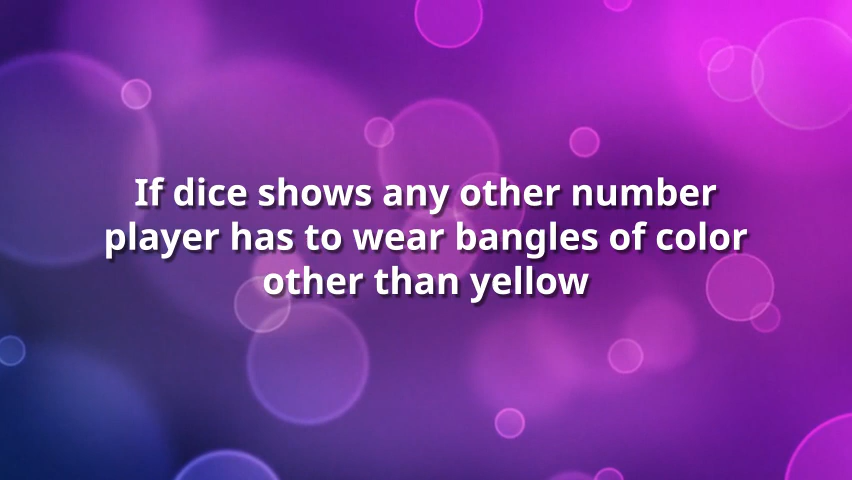 If dice shows any other number
player has to wear bangles of color
other than yellow